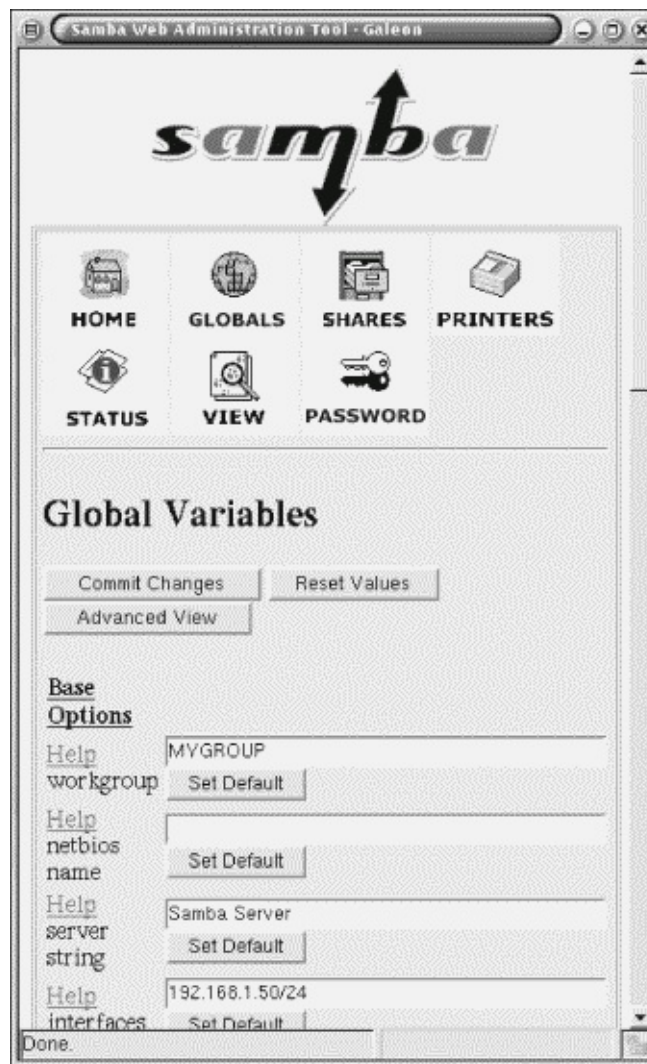 Samba Web Administration Tool - Galeon
samba
HOME GLOBALS SHARES PRINTERS
STATUS VIEW PASSWORD
Global Variables
Commit Changes Reset Values
Advanced View
Base
Options
Help MYGROUP
workgroup Set Default
Help
netbios
name Set Default
Help
server Samba Server
string Set Default
Help 192.168.1.50/24
interfaces Set Default
Done.